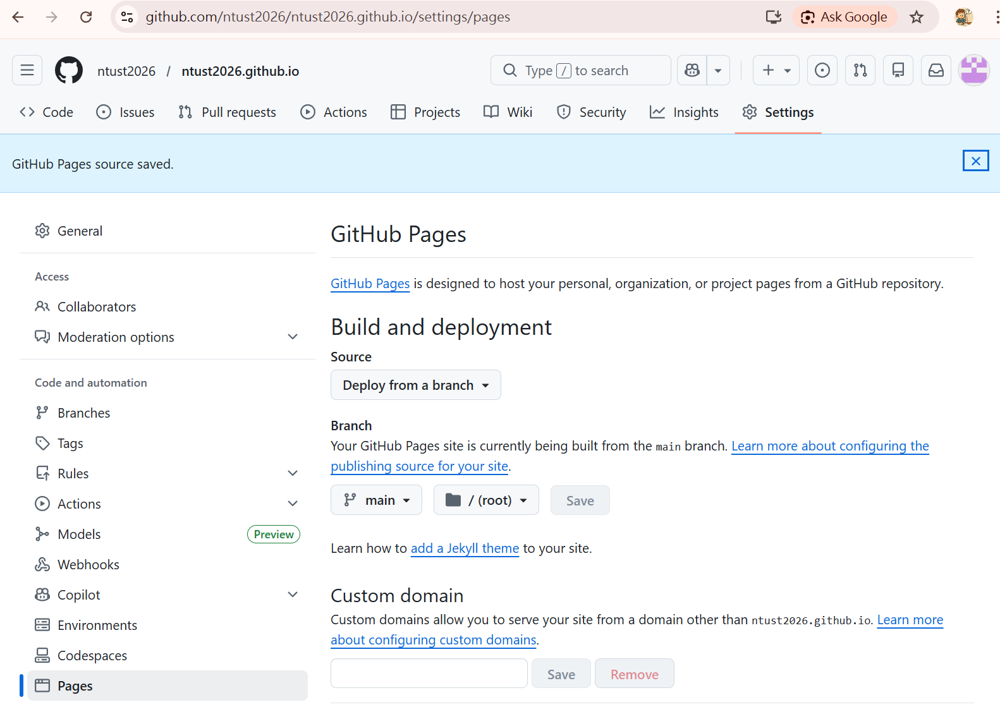 github.com/ntust2026/ntust2026.github.io/settings/pages
Ask Google
ntust2026 / ntust2026.github.io
Type / to search
Code
Issues
Pull requests
Actions
Projects
Wiki
Security
Insights
Settings
GitHub Pages source saved.
General
Access
Collaborators
Moderation options
Code and automation
Branches
Tags
Rules
Actions
Models
Preview
Webhooks
Copilot
Environments
Codespaces
Pages
GitHub Pages
GitHub Pages is designed to host your personal, organization, or project pages from a GitHub repository.
Build and deployment
Source
Deploy from a branch
Branch
Your GitHub Pages site is currently being built from the main branch. Learn more about configuring the
publishing source for your site.
main
/ (root)
Save
Learn how to add a Jekyll theme to your site.
Custom domain
Custom domains allow you to serve your site from a domain other than ntust2026.github.io. Learn more
about configuring custom domains.
Save
Remove